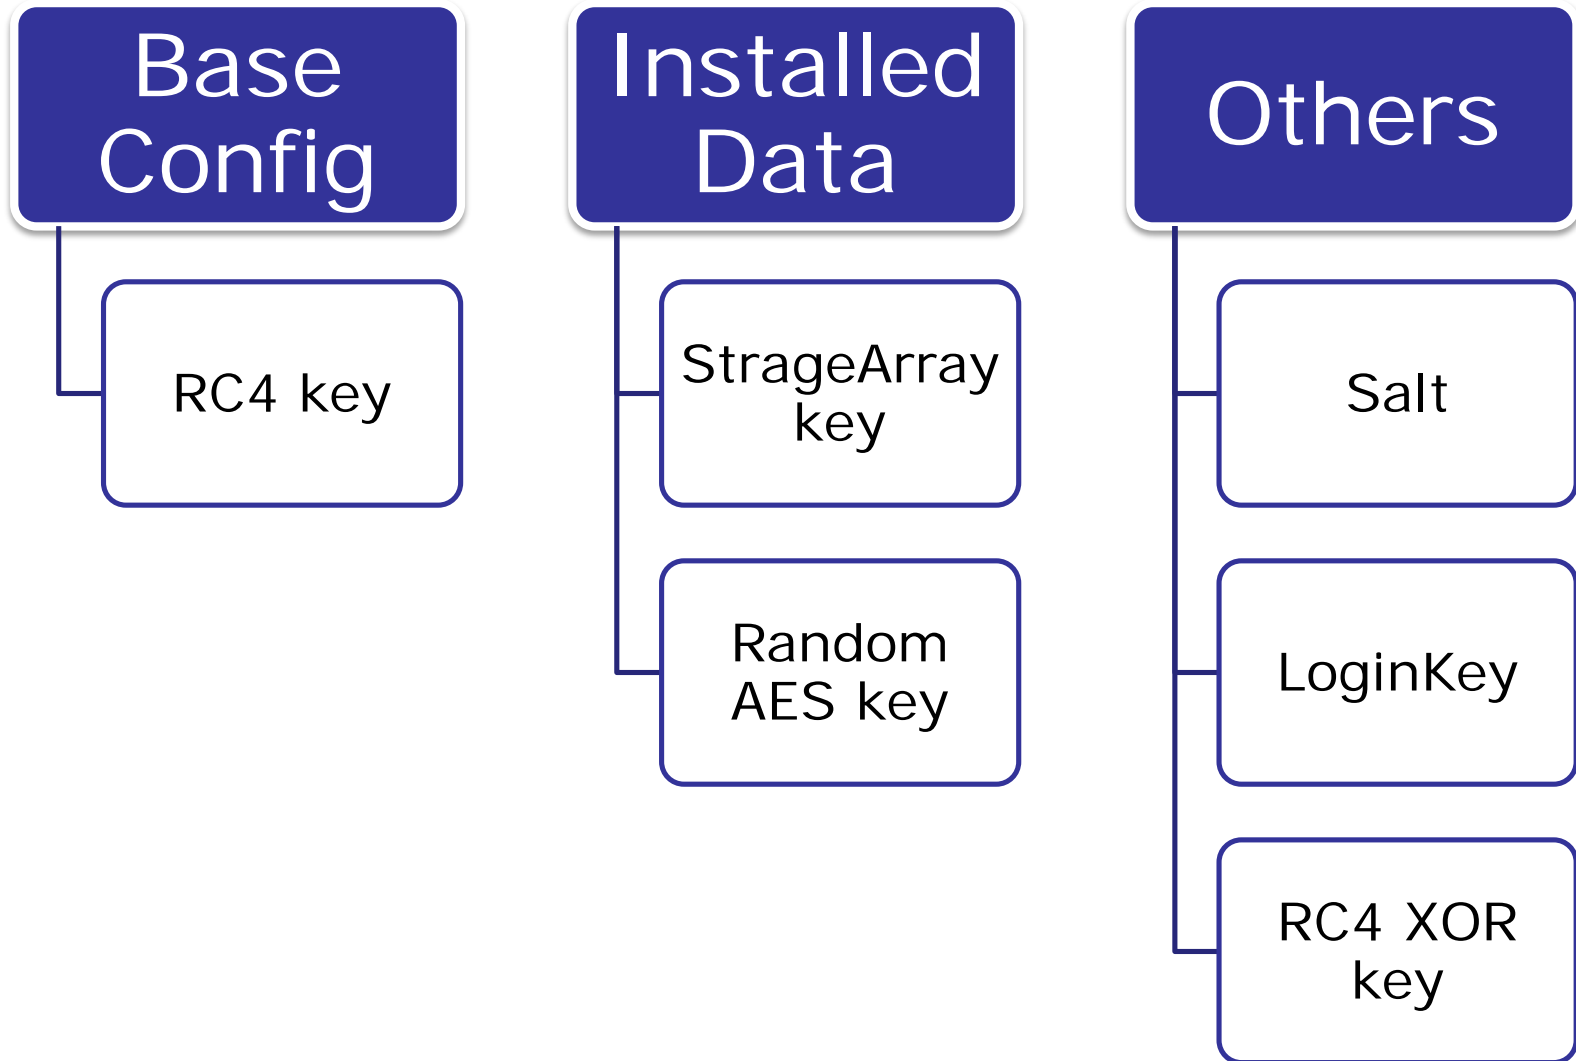 Base
Config
RC4 key
Installed
Data
StrageArray
key
Random
AES key
Others
Salt
LoginKey
RC4 XOR
key